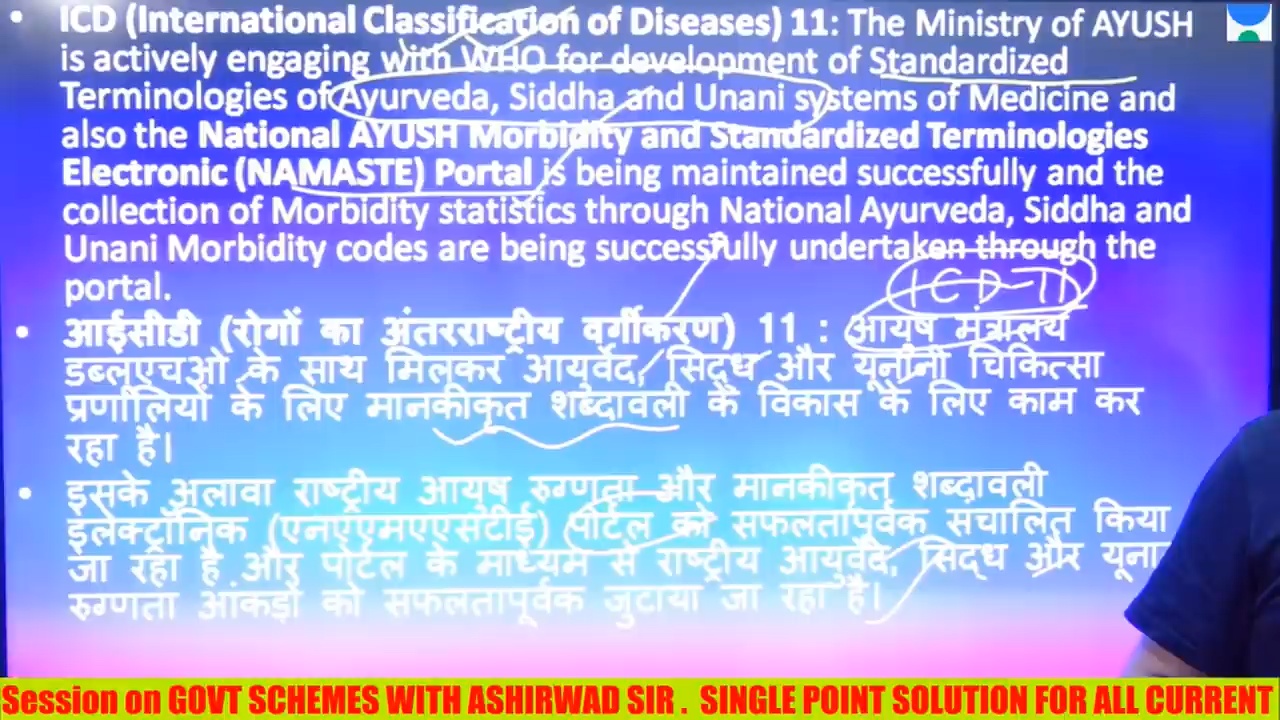 • ICD (International Classification of Diseases) 11: The Ministry of AYUSH
is actively engaging with WHO for development of Standardized
Terminologies of Ayurveda, Siddha and Unani systems of Medicine and
also the National AYUSH Morbidity and Standardized Terminologies
Electronic (NAMASTE) Portal is being maintained successfully and the
collection of Morbidity statistics through National Ayurveda, Siddha and
Unani Morbidity codes are being successfully undertaken through the
portal.
ICD-11
• आईसीडी (रोगों का अंतरराष्ट्रीय वर्गीकरण) 11 : आयुष मंत्रालय
डब्लूएचओ के साथ मिलकर आयुर्वेद, सिद्ध और यूनानी चिकित्सा
प्रणालियों के लिए मानकीकृत शब्दावली के विकास के लिए काम कर
रहा है।
• इसके अलावा राष्ट्रीय आयुष रुग्णता और मानकीकृत शब्दावली
इलेक्ट्रॉनिक (एनएएमएएसटीई) पोर्टल को सफलतापूर्वक संचालित किया
जा रहा है और पोर्टल के माध्यम से राष्ट्रीय आयुर्वेद, सिद्ध और यूना
रुग्णता आंकड़ों को सफलतापूर्वक जुटाया जा रहा है।
Session on GOVT SCHEMES WITH ASHIRWAD SIR . SINGLE POINT SOLUTION FOR ALL CURRENT